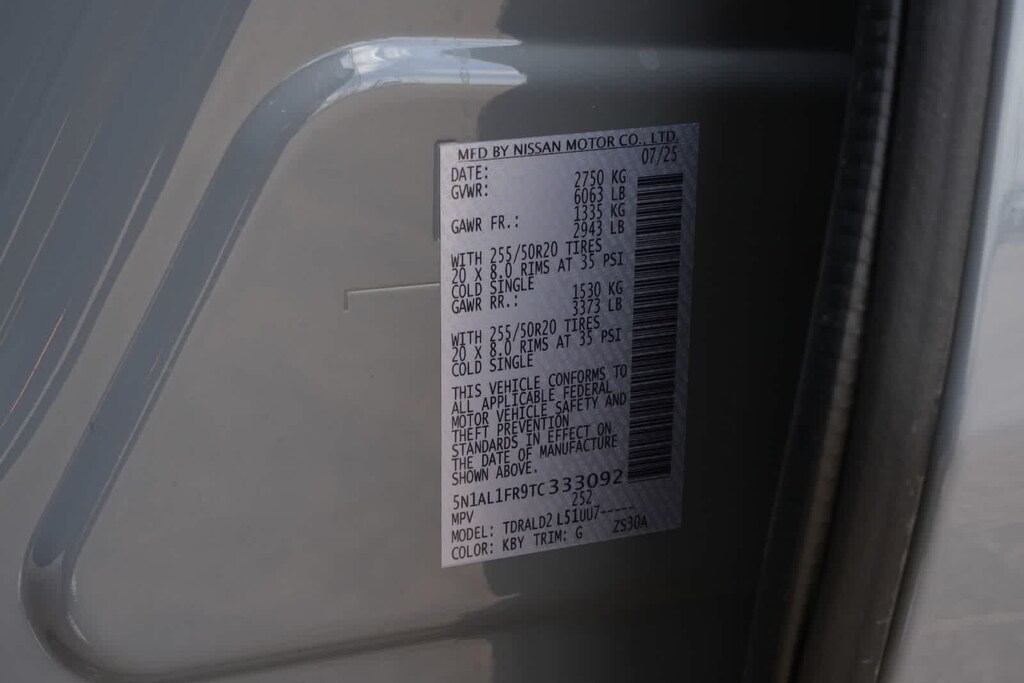 MFD BY NISSAN MOTOR CO., LTD.
DATE: 07/25
GVWR: 2750 KG
6063 LB
GAWR FR.: 1335 KG
2943 LB
WITH 255/50R20 TIRES
20 X 8.0 RIMS AT 35 PSI
COLD SINGLE
GAWR RR.: 1530 KG
3373 LB
WITH 255/50R20 TIRES
20 X 8.0 RIMS AT 35 PSI
COLD SINGLE
THIS VEHICLE CONFORMS TO
ALL APPLICABLE FEDERAL
MOTOR VEHICLE SAFETY AND
THEFT PREVENTION
STANDARDS IN EFFECT ON
THE DATE OF MANUFACTURE
SHOWN ABOVE.
5N1AL1FR9TC333092
MPV 252
MODEL: TDRALD2 L51UU7-----
COLOR: KBY TRIM: G ZS30A